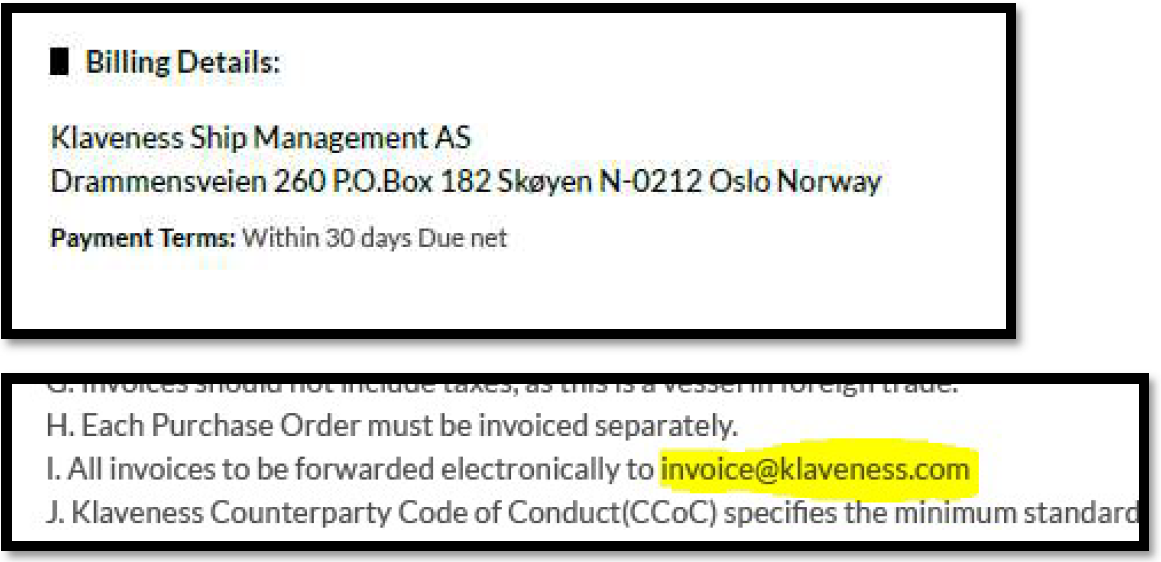 Billing Details:
Klaveness Ship Management AS
Drammensveien 260 P.O.Box 182 Skøyen N-0212 Oslo Norway
Payment Terms: Within 30 days Due net
G. Invoices should not include taxes, as this is a vessel in foreign trade.
H. Each Purchase Order must be invoiced separately.
I. All invoices to be forwarded electronically to invoice@klaveness.com
J. Klaveness Counterparty Code of Conduct(CCoC) specifies the minimum standard